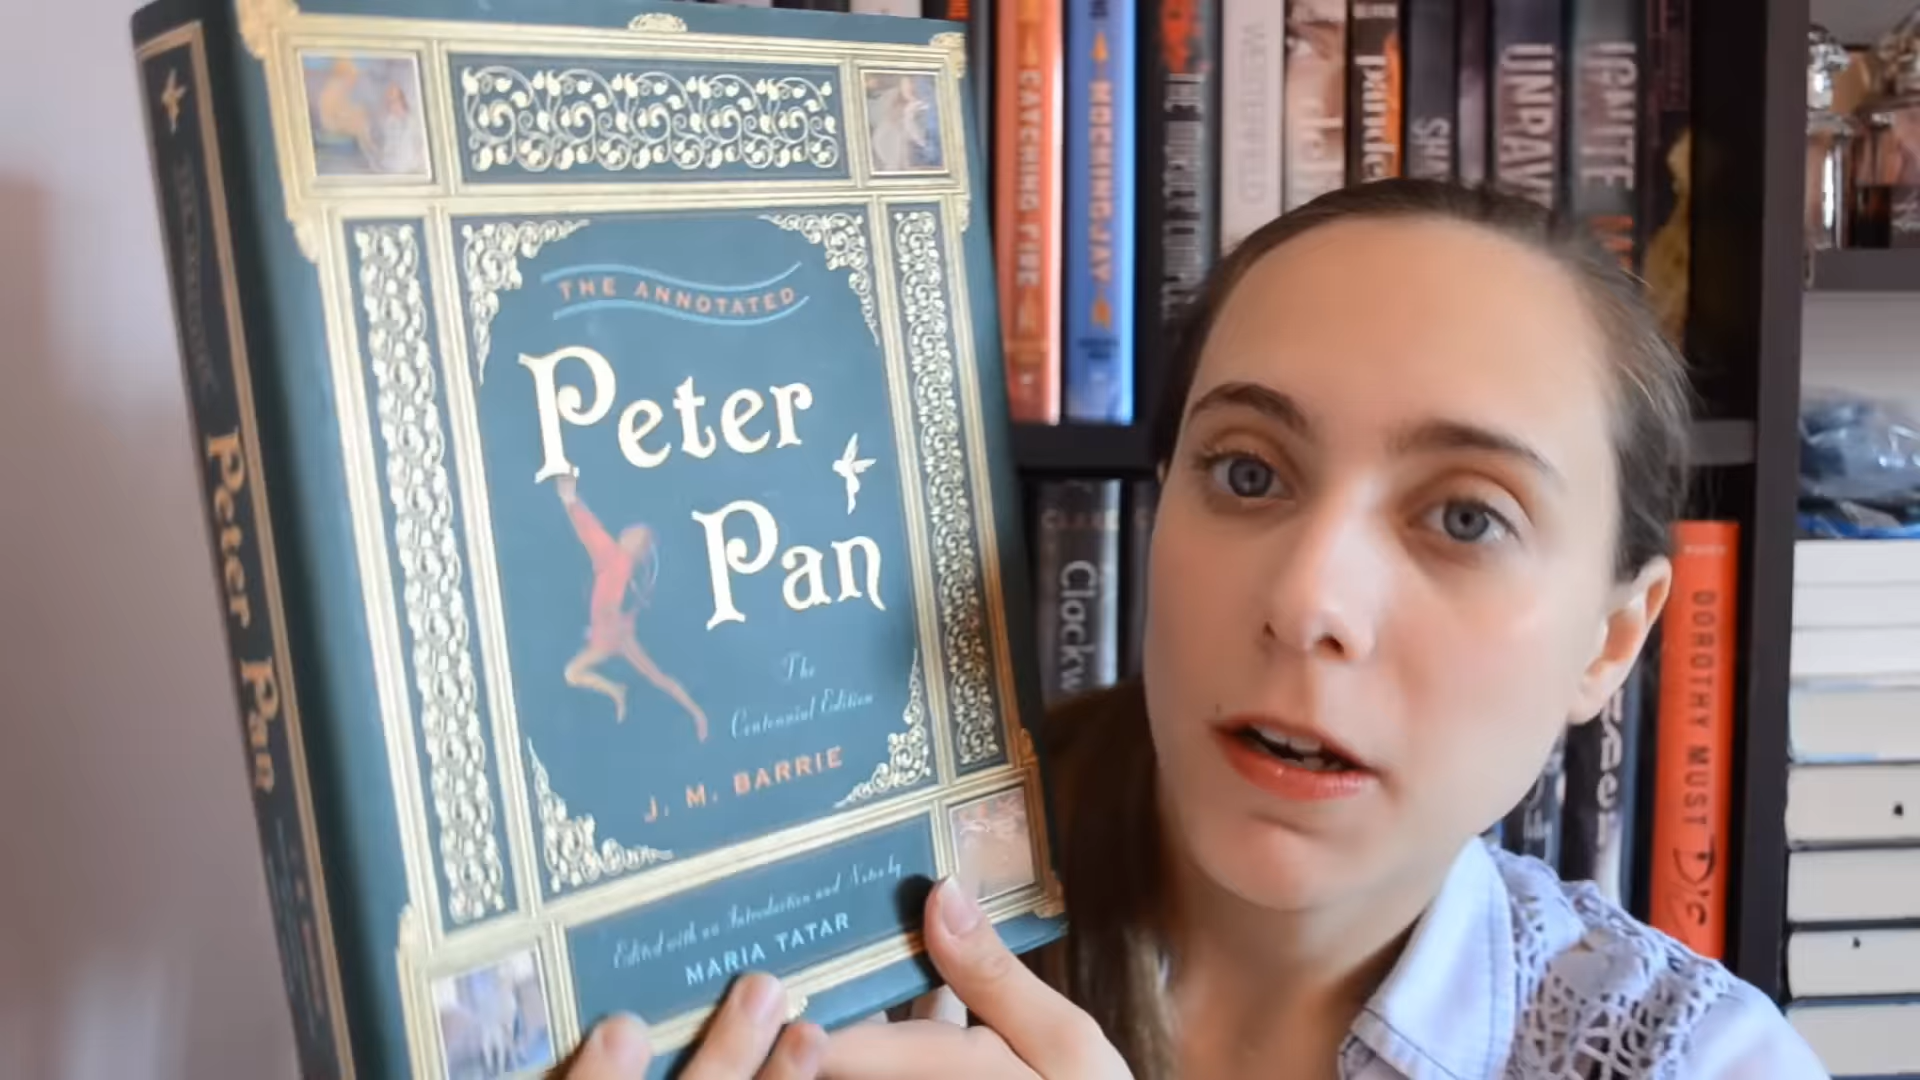 THE ANNOTATED
Peter
Pan
The
Centennial Edition
J. M. BARRIE
Edited with an Introduction and Notes by
MARIA TATAR
Peter Pan
CATCHING FIRE
MOCKINGJAY
WESTERFELD
UNRAV
IGNITE
Clockw
DOROTHY MUST DIE